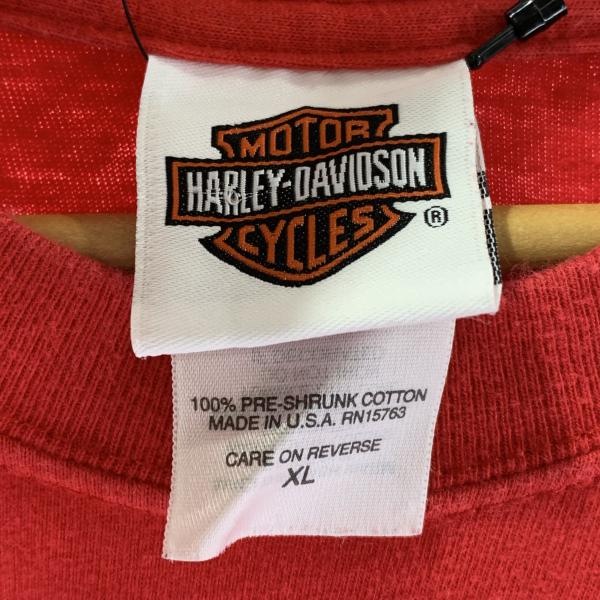 MOTOR
HARLEY-DAVIDSON
CYCLES
®
100% PRE-SHRUNK COTTON
MADE IN U.S.A. RN15763
CARE ON REVERSE
XL